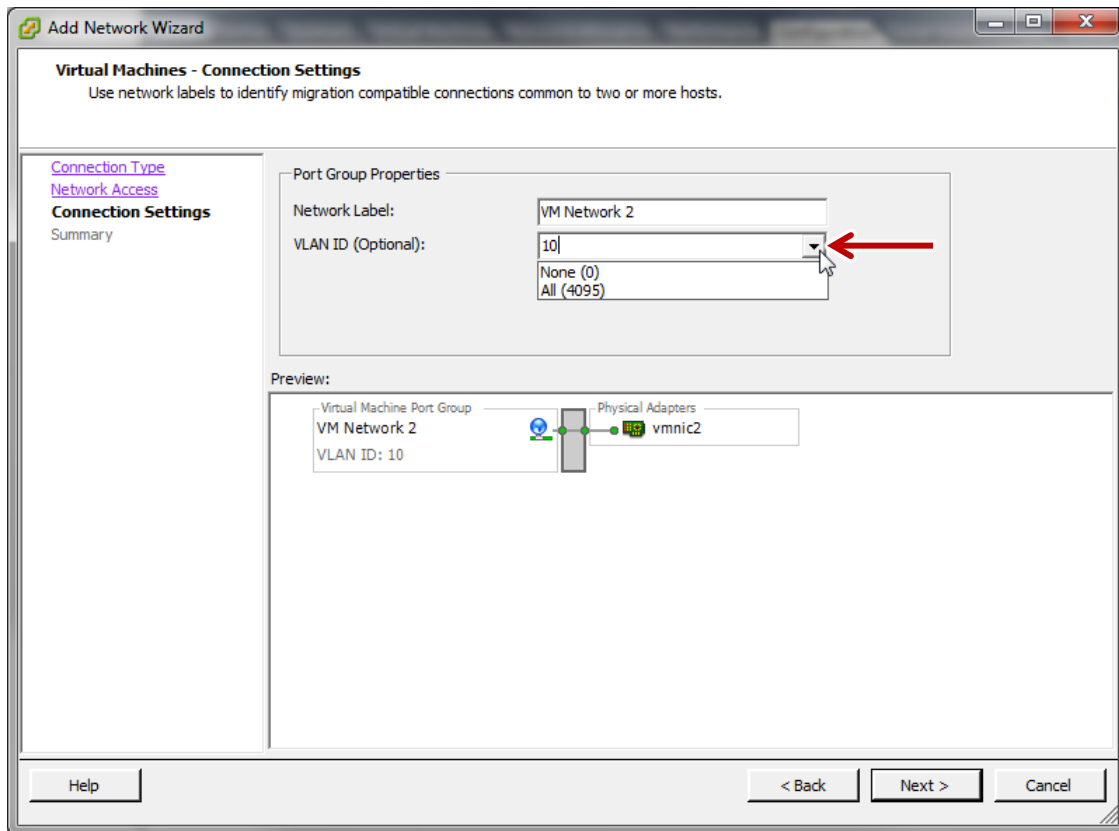 Add Network Wizard
Virtual Machines - Connection Settings
Use network labels to identify migration compatible connections common to two or more hosts.
Connection Type
Network Access
Connection Settings
Summary
Port Group Properties
Network Label:
VM Network 2
VLAN ID (Optional):
10
None (0)
All (4095)
Preview:
Virtual Machine Port Group
VM Network 2
VLAN ID: 10
Physical Adapters
vmnic2
Help
< Back
Next >
Cancel